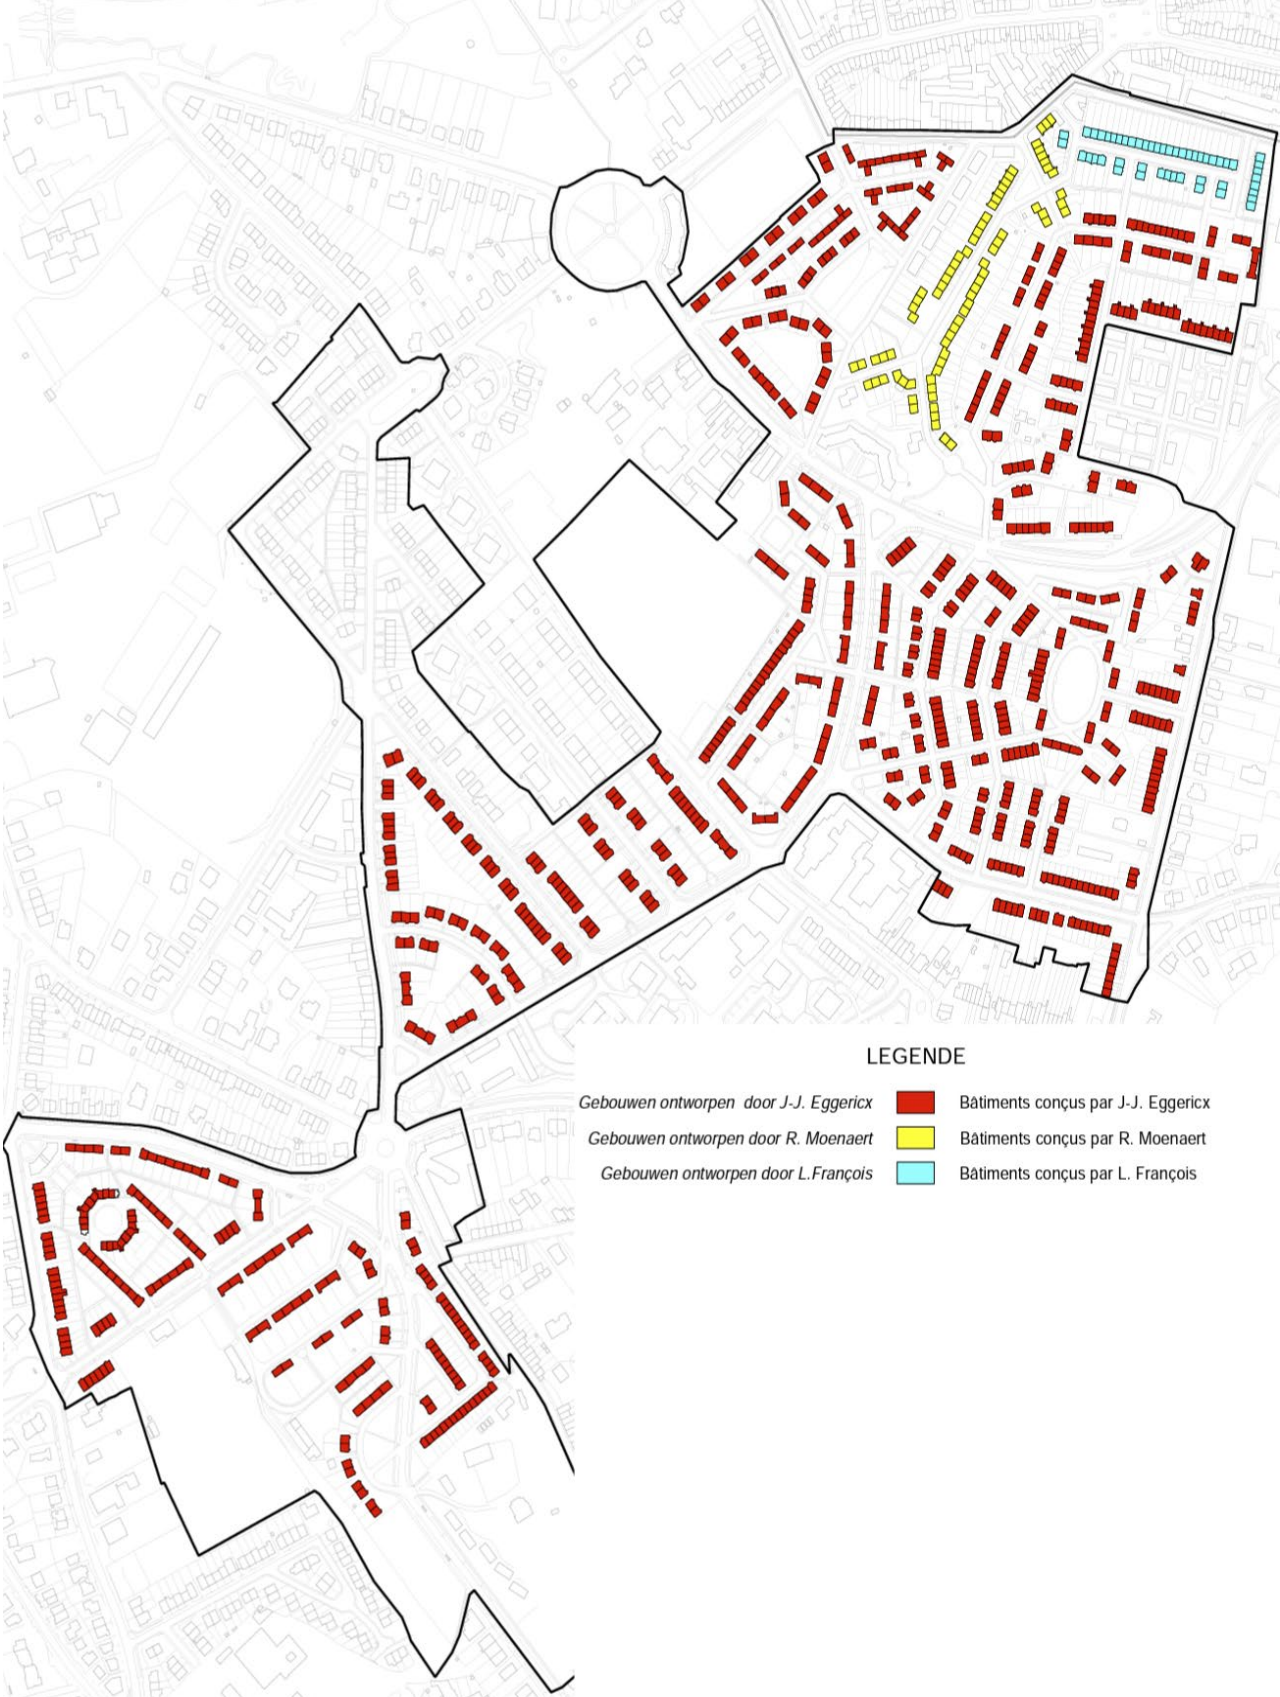 LEGENDE
Gebouwen ontworpen door J-J. Eggericx Bâtiments conçus par J-J. Eggericx
Gebouwen ontworpen door R. Moenaert Bâtiments conçus par R. Moenaert
Gebouwen ontworpen door L.François Bâtiments conçus par L. François